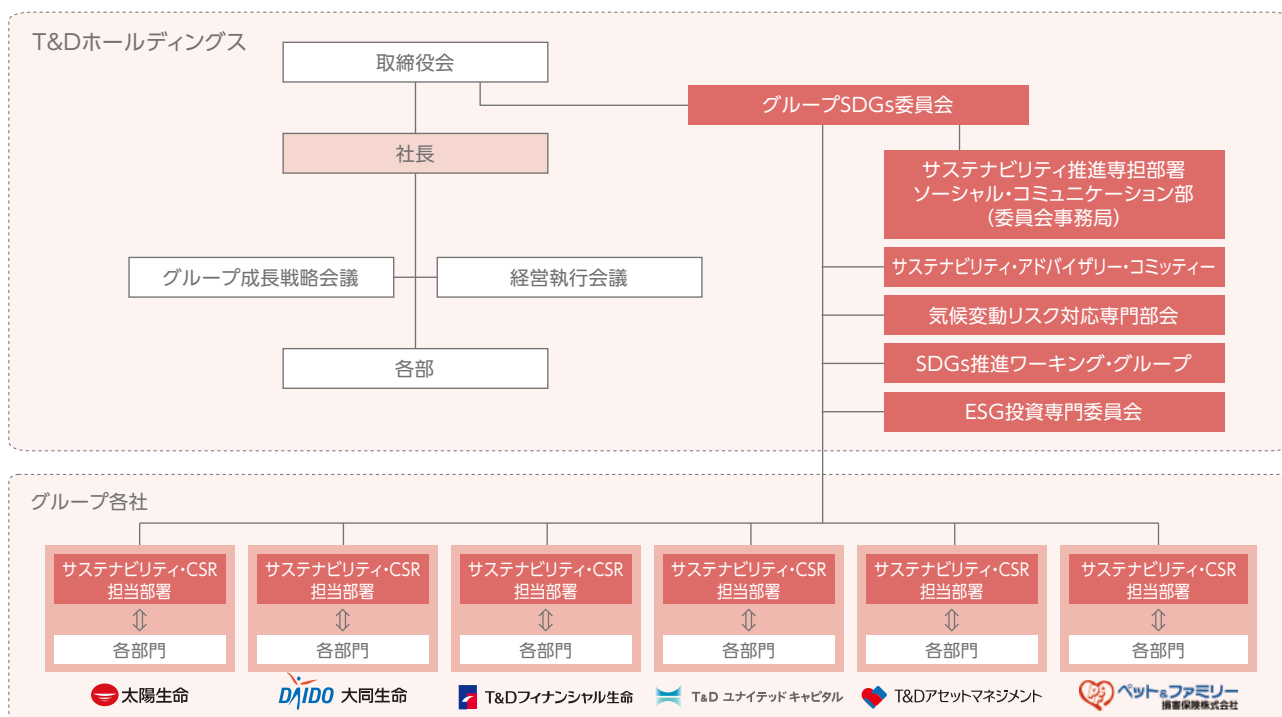 T&Dホールディングス
取締役会
グループSDGs委員会
社長
サステナビリティ推進専担部署
ソーシャル・コミュニケーション部
(委員会事務局)
グループ成長戦略会議
経営執行会議
サステナビリティ・アドバイザリー・コミッティー
気候変動リスク対応専門部会
各部
SDGs推進ワーキング・グループ
ESG投資専門委員会
グループ各社
サステナビリティ・CSR
担当部署
各部門
太陽生命
サステナビリティ・CSR
担当部署
各部門
DAIDO 大同生命
サステナビリティ・CSR
担当部署
各部門
T&Dフィナンシャル生命
サステナビリティ・CSR
担当部署
各部門
T&D ユナイテッド キャピタル
サステナビリティ・CSR
担当部署
各部門
T&Dアセットマネジメント
サステナビリティ・CSR
担当部署
各部門
ペット&ファミリー
損害保険株式会社